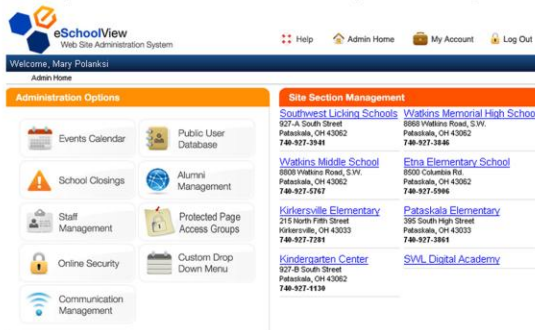 eSchoolView
Web Site Administration System
Help
Admin Home
My Account
Log Out
Welcome, Mary Polanksi
Admin Home
Administration Options
Events Calendar
Public User
Database
School Closings
Alumni
Management
Staff
Management
Protected Page
Access Groups
Online Security
Custom Drop
Down Menu
Communication
Management
Site Section Management
Southwest Licking Schools
927-A South Street
Pataskala, OH 43062
740-927-3941
Watkins Memorial High Schoo
8868 Watkins Road, S.W.
Pataskala, OH 43062
740-927-3846
Watkins Middle School
8808 Watkins Road, S.W.
Pataskala, OH 43062
740-927-5767
Etna Elementary School
8500 Columbia Rd.
Pataskala, OH 43062
740-927-5906
Kirkersville Elementary
215 North Fifth Street
Kirkersville, OH 43033
740-927-7281
Pataskala Elementary
395 South High Street
Pataskala, OH 43033
740-927-3861
Kindergarten Center
927-B South Street
Pataskala, OH 43062
740-927-1130
SWL Digital Academy